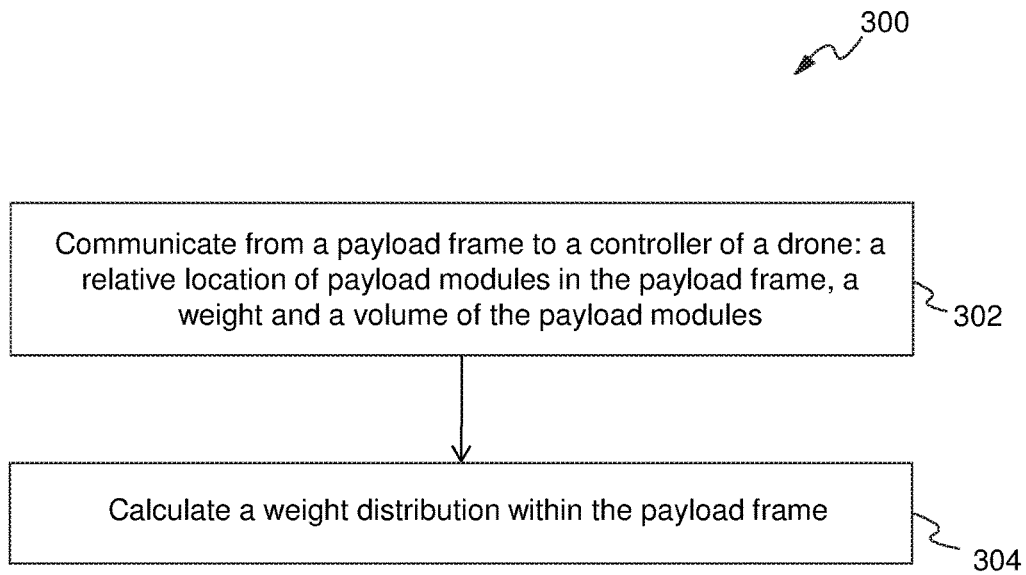 300
Communicate from a payload frame to a controller of a drone: a
relative location of payload modules in the payload frame, a
weight and a volume of the payload modules
302
Calculate a weight distribution within the payload frame
304